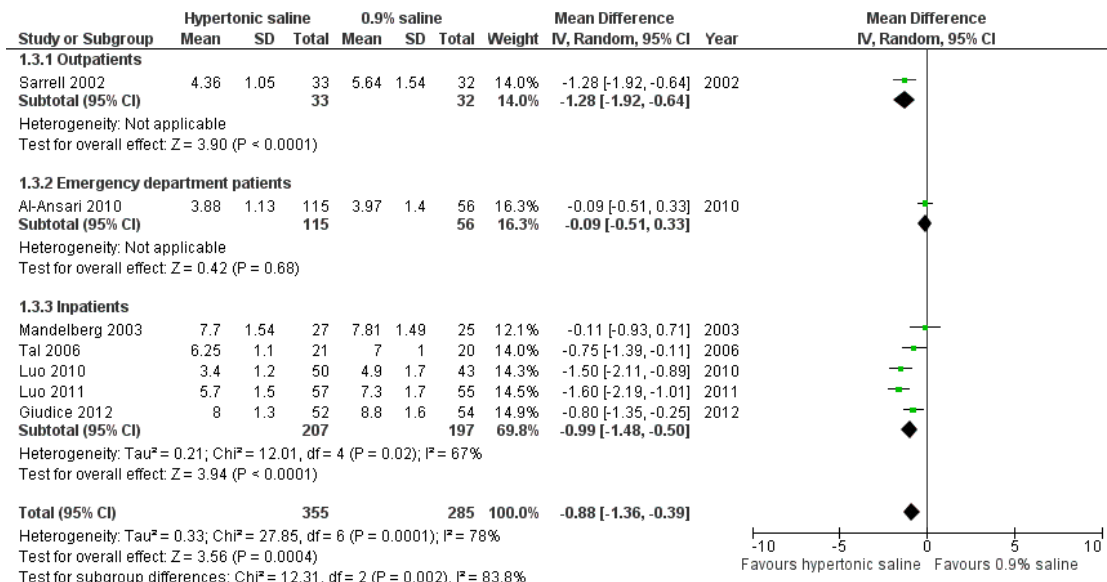 Hypertonic saline 0.9% saline Mean Difference Mean Difference
Study or Subgroup Mean SD Total Mean SD Total Weight IV, Random, 95% CI Year IV, Random, 95% CI
1.3.1 Outpatients
Sarrell 2002 4.36 1.05 33 5.64 1.54 32 14.0% -1.28 [-1.92, -0.64] 2002
Subtotal (95% CI) 33 32 14.0% -1.28 [-1.92, -0.64]
Heterogeneity: Not applicable
Test for overall effect: Z = 3.90 (P < 0.0001)
1.3.2 Emergency department patients
Al-Ansari 2010 3.88 1.13 115 3.97 1.4 56 16.3% -0.09 [-0.51, 0.33] 2010
Subtotal (95% CI) 115 56 16.3% -0.09 [-0.51, 0.33]
Heterogeneity: Not applicable
Test for overall effect: Z = 0.42 (P = 0.68)
1.3.3 Inpatients
Mandelberg 2003 7.7 1.54 27 7.81 1.49 25 12.1% -0.11 [-0.93, 0.71] 2003
Tal 2006 6.25 1.1 21 7 1 20 14.0% -0.75 [-1.39, -0.11] 2006
Luo 2010 3.4 1.2 50 4.9 1.7 43 14.3% -1.50 [-2.11, -0.89] 2010
Luo 2011 5.7 1.5 57 7.3 1.7 55 14.5% -1.60 [-2.19, -1.01] 2011
Giudice 2012 8 1.3 52 8.8 1.6 54 14.9% -0.80 [-1.35, -0.25] 2012
Subtotal (95% CI) 207 197 69.8% -0.99 [-1.48, -0.50]
Heterogeneity: Tau² = 0.21; Chi² = 12.01, df = 4 (P = 0.02); I² = 67%
Test for overall effect: Z = 3.94 (P < 0.0001)
Total (95% CI) 355 285 100.0% -0.88 [-1.36, -0.39]
Heterogeneity: Tau² = 0.33; Chi² = 27.85, df = 6 (P = 0.0001); I² = 78%
Test for overall effect: Z = 3.56 (P = 0.0004)
Test for subgroup differences: Chi² = 12.31, df = 2 (P = 0.002), I² = 83.8%
-10 -5 0 5 10
Favours hypertonic saline Favours 0.9% saline